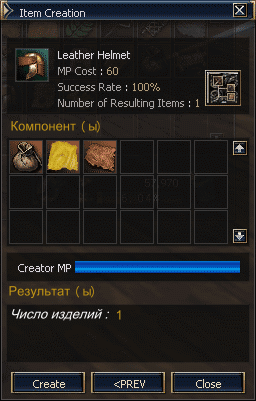 Item Creation
Leather Helmet
MP Cost : 60
Success Rate : 100%
Number of Resulting Items : 1
Компонент ( ы)
Creator MP
Результат ( ы)
Число изделий : 1
Create
<PREV
Close